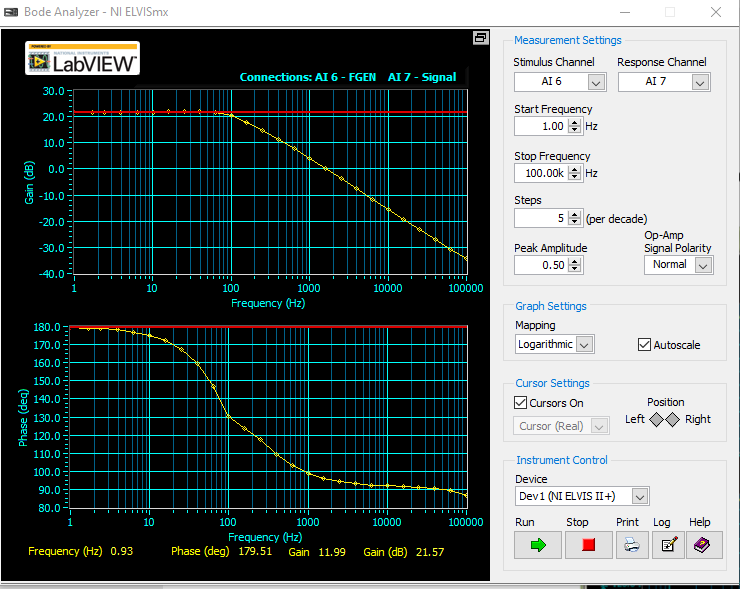 Bode Analyzer - NI ELVISmx
POWERED BY
NATIONAL INSTRUMENTS
LabVIEW™
Connections: AI 6 - FGEN AI 7 - Signal
30.0
20.0
10.0
0.0
-10.0
-20.0
-30.0
-40.0
Gain (dB)
1 10 100 1000 10000 100000
Frequency (Hz)
180.0
170.0
160.0
150.0
140.0
130.0
120.0
110.0
100.0
90.0
80.0
Phase (deg)
1 10 100 1000 10000 100000
Frequency (Hz)
Frequency (Hz) 0.93 Phase (deg) 179.51 Gain 11.99 Gain (dB) 21.57
Measurement Settings
Stimulus Channel Response Channel
AI 6 AI 7
Start Frequency
1.00 Hz
Stop Frequency
100.00k Hz
Steps
5 (per decade)
Op-Amp
Peak Amplitude Signal Polarity
0.50 Normal
Graph Settings
Mapping
Logarithmic Autoscale
Cursor Settings
Cursors On Position
Cursor (Real) Left Right
Instrument Control
Device
Dev1 (NI ELVIS II+)
Run Stop Print Log Help